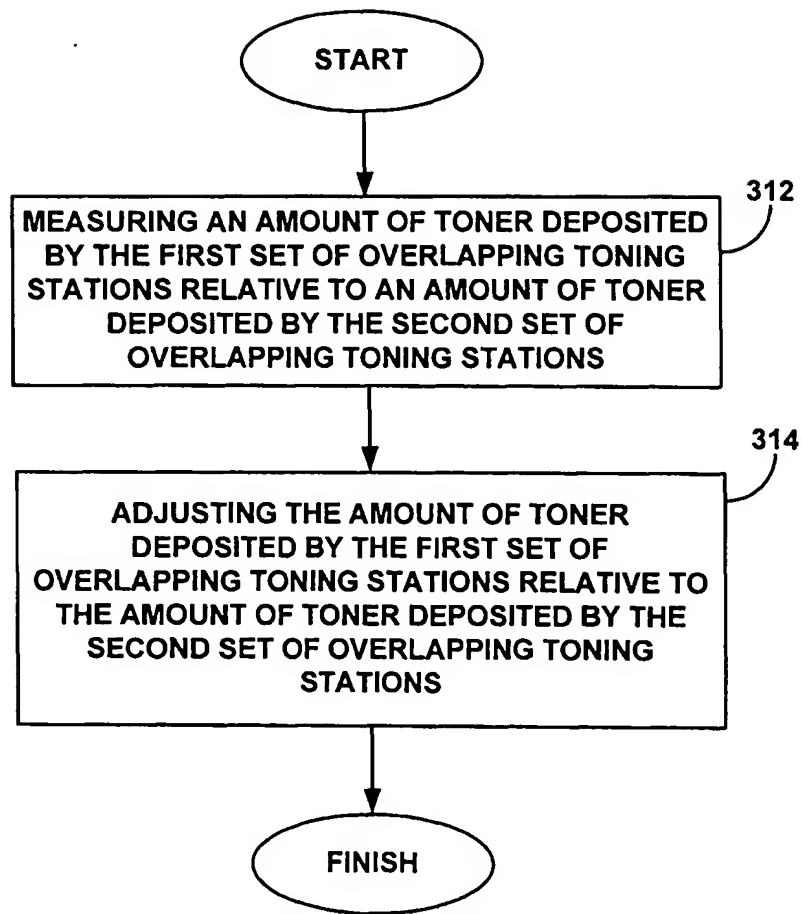 START
312
MEASURING AN AMOUNT OF TONER DEPOSITED
BY THE FIRST SET OF OVERLAPPING TONING
STATIONS RELATIVE TO AN AMOUNT OF TONER
DEPOSITED BY THE SECOND SET OF
OVERLAPPING TONING STATIONS
314
ADJUSTING THE AMOUNT OF TONER
DEPOSITED BY THE FIRST SET OF
OVERLAPPING TONING STATIONS RELATIVE TO
THE AMOUNT OF TONER DEPOSITED BY THE
SECOND SET OF OVERLAPPING TONING
STATIONS
FINISH